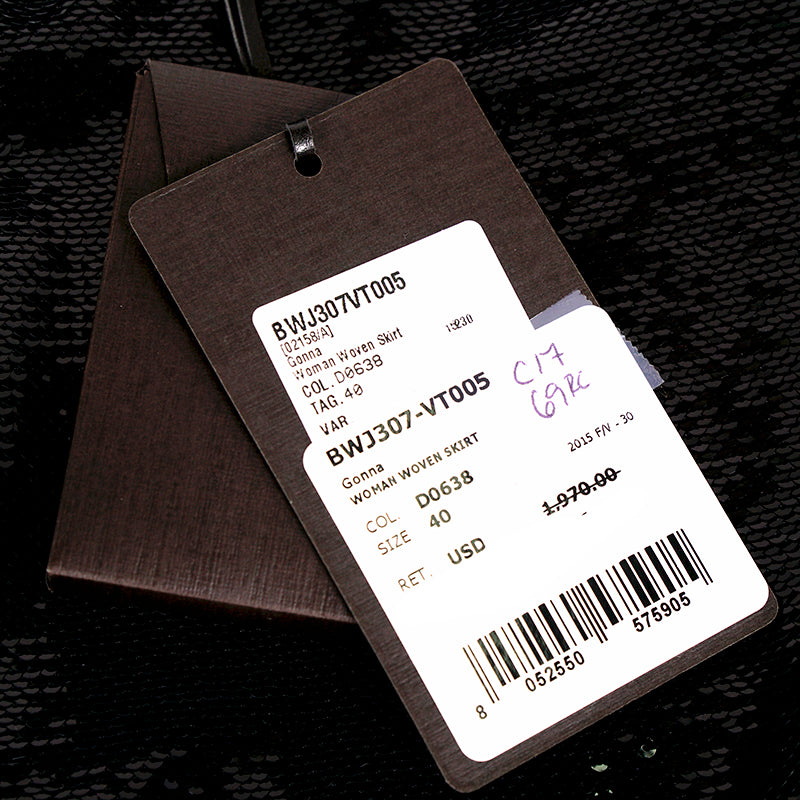 BWJ307VT005
[02158/A]
Gonna
Woman Woven Skirt
COL.D0638
TAG.40
VAR
C17
69RC
BWJ307-VT005
Gonna
WOMAN WOVEN SKIRT
2015 F/W - 30
COL. D0638
SIZE 40
1,970.00
RET. USD
8 052550 575905